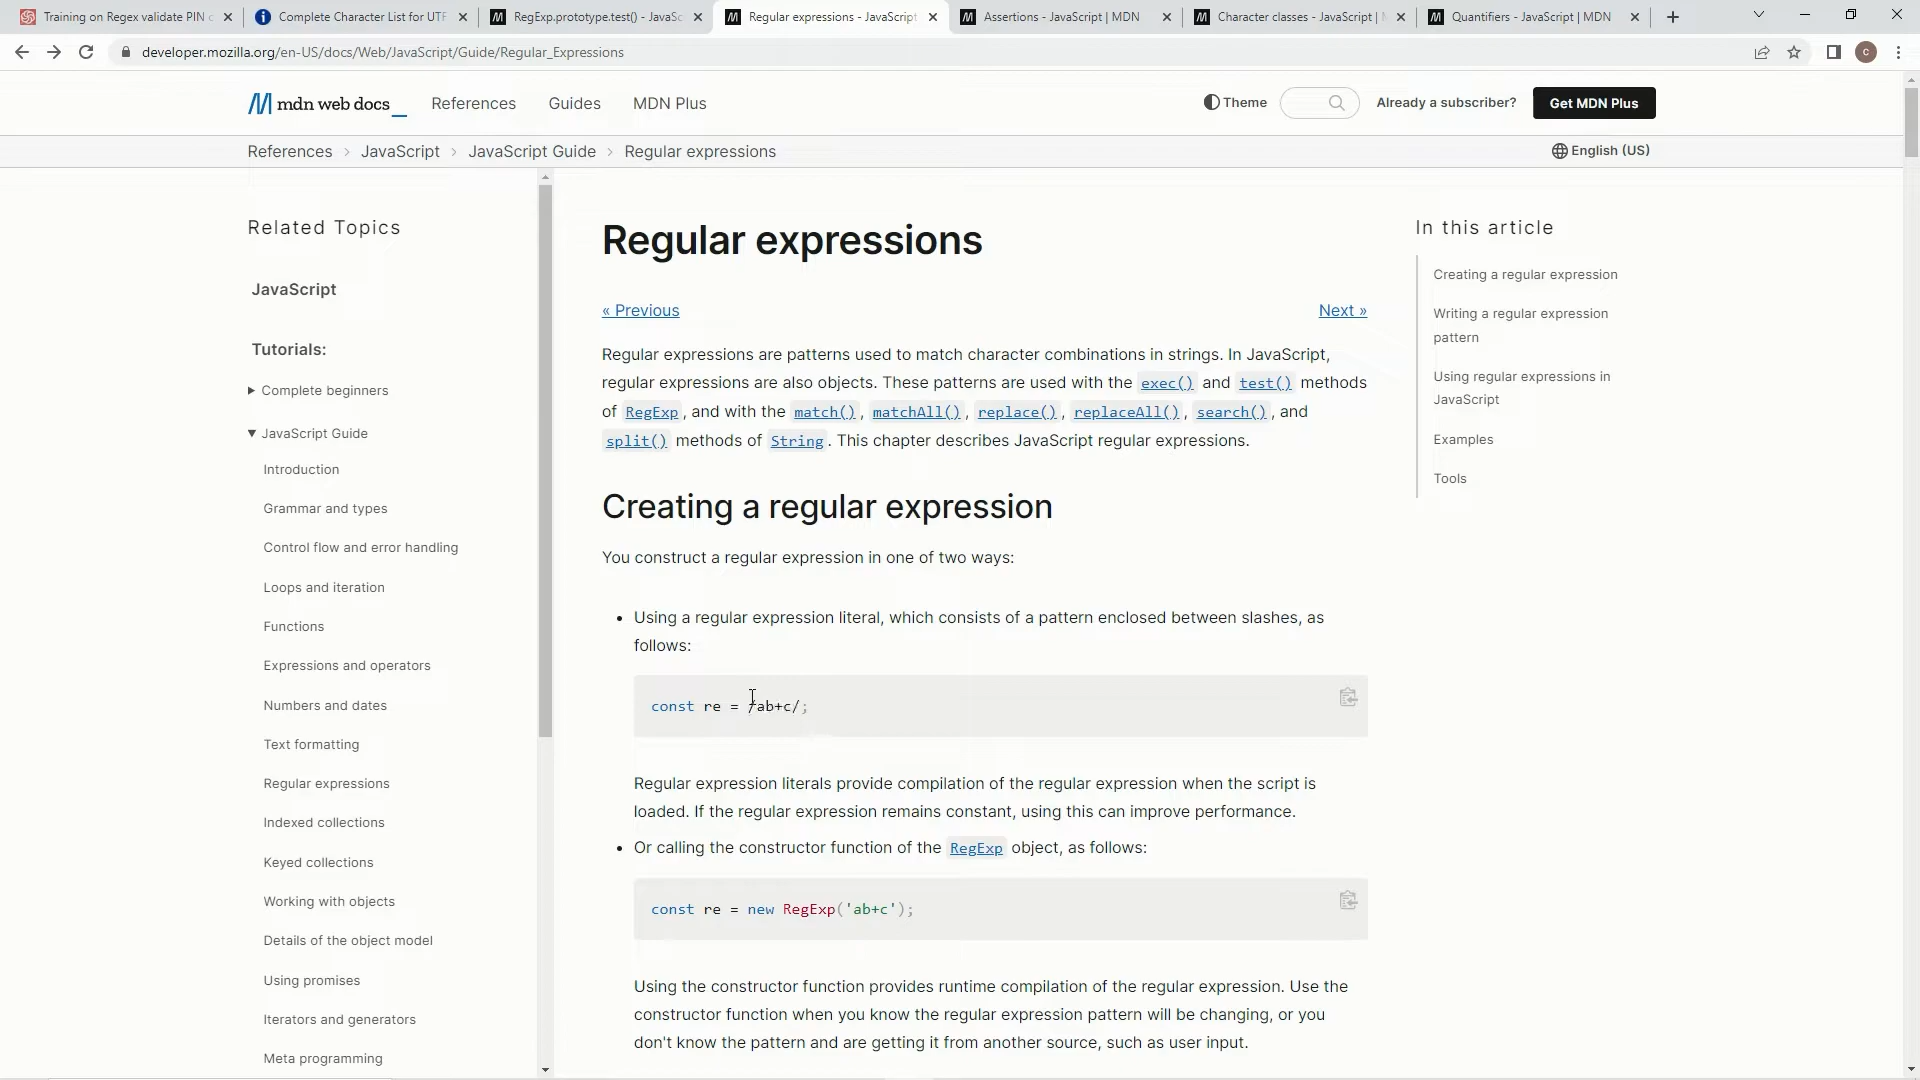 Training on Regex validate PIN c
Complete Character List for UTF
RegExp.prototype.test() - JavaSc
Regular expressions - JavaScript
Assertions - JavaScript | MDN
Character classes - JavaScript |
Quantifiers - JavaScript | MDN
developer.mozilla.org/en-US/docs/Web/JavaScript/Guide/Regular_Expressions
c
mdn web docs_
References
Guides
MDN Plus
Theme
Already a subscriber?
Get MDN Plus
References > JavaScript > JavaScript Guide > Regular expressions
English (US)
Related Topics
JavaScript
Tutorials:
Complete beginners
JavaScript Guide
Introduction
Grammar and types
Control flow and error handling
Loops and iteration
Functions
Expressions and operators
Numbers and dates
Text formatting
Regular expressions
Indexed collections
Keyed collections
Working with objects
Details of the object model
Using promises
Iterators and generators
Meta programming
Regular expressions
« Previous
Next »
Regular expressions are patterns used to match character combinations in strings. In JavaScript,
regular expressions are also objects. These patterns are used with the exec() and test() methods
of RegExp, and with the match(), matchAll(), replace(), replaceAll(), search(), and
split() methods of String. This chapter describes JavaScript regular expressions.
Creating a regular expression
You construct a regular expression in one of two ways:
• Using a regular expression literal, which consists of a pattern enclosed between slashes, as
follows:
const re = /ab+c/;
Regular expression literals provide compilation of the regular expression when the script is
loaded. If the regular expression remains constant, using this can improve performance.
• Or calling the constructor function of the RegExp object, as follows:
const re = new RegExp('ab+c');
Using the constructor function provides runtime compilation of the regular expression. Use the
constructor function when you know the regular expression pattern will be changing, or you
don't know the pattern and are getting it from another source, such as user input.
In this article
Creating a regular expression
Writing a regular expression
pattern
Using regular expressions in
JavaScript
Examples
Tools